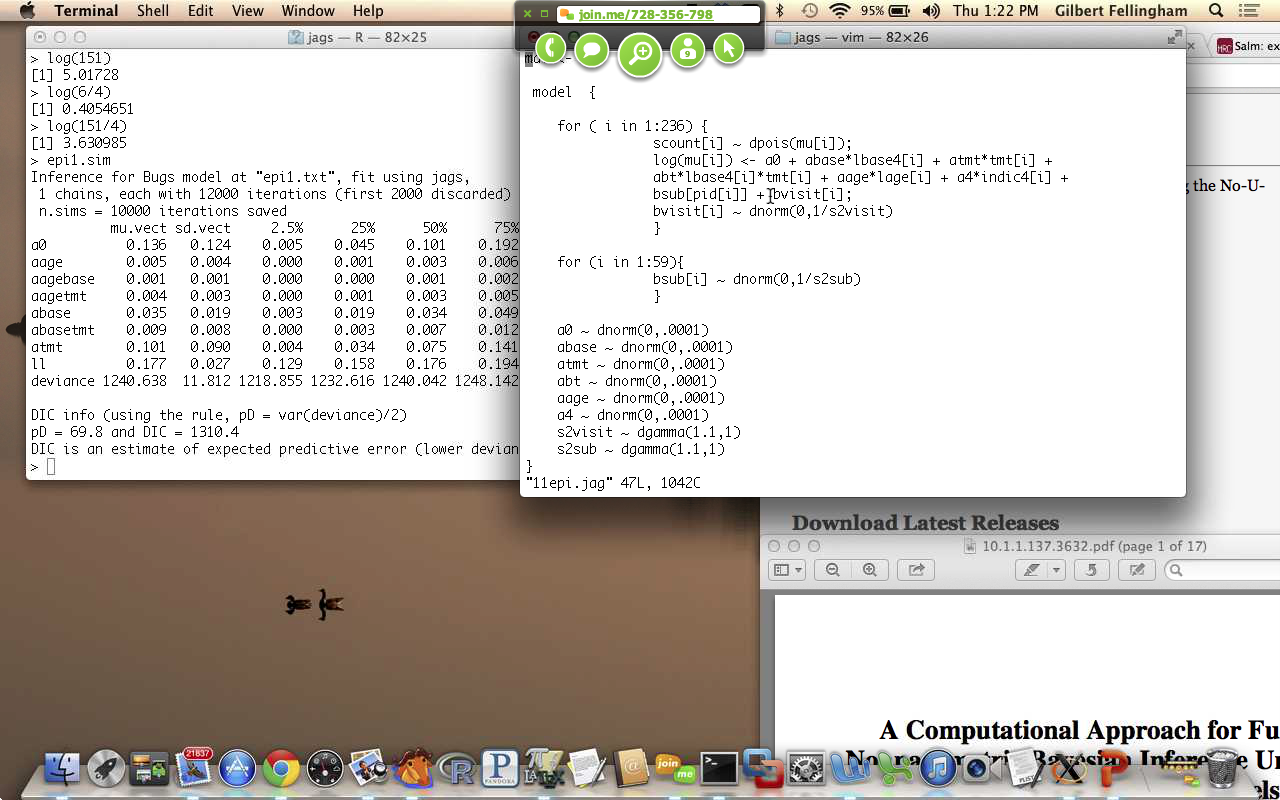 Terminal Shell Edit View Window Help
95% Thu 1:22 PM Gilbert Fellingham
join.me/728-356-798
jags — R — 82×25
> log(151)
[1] 5.01728
> log(6/4)
[1] 0.4054651
> log(151/4)
[1] 3.630985
> epi1.sim
Inference for Bugs model at "epi1.txt", fit using jags,
1 chains, each with 12000 iterations (first 2000 discarded)
n.sims = 10000 iterations saved
mu.vect sd.vect 2.5% 25% 50% 75%
a0 0.136 0.124 0.005 0.045 0.101 0.192
aage 0.005 0.004 0.000 0.001 0.003 0.006
aagebase 0.001 0.001 0.000 0.000 0.001 0.002
aagetmt 0.004 0.003 0.000 0.001 0.003 0.005
abase 0.035 0.019 0.003 0.019 0.034 0.049
abasetmt 0.009 0.008 0.000 0.003 0.007 0.012
atmt 0.101 0.090 0.004 0.034 0.075 0.141
ll 0.177 0.027 0.129 0.158 0.176 0.194
deviance 1240.638 11.812 1218.855 1232.616 1240.042 1248.142
DIC info (using the rule, pD = var(deviance)/2)
pD = 69.8 and DIC = 1310.4
DIC is an estimate of expected predictive error (lower devian
>
jags — vim — 82×26
model {
for ( i in 1:236) {
scount[i] ~ dpois(mu[i]);
log(mu[i]) <- a0 + abase*lbase4[i] + atmt*tmt[i] +
abt*lbase4[i]*tmt[i] + aage*lage[i] + a4*indic4[i] +
bsub[pid[i]] + bvisit[i];
bvisit[i] ~ dnorm(0,1/s2visit)
}
for (i in 1:59){
bsub[i] ~ dnorm(0,1/s2sub)
}
a0 ~ dnorm(0,.0001)
abase ~ dnorm(0,.0001)
atmt ~ dnorm(0,.0001)
abt ~ dnorm(0,.0001)
aage ~ dnorm(0,.0001)
a4 ~ dnorm(0,.0001)
s2visit ~ dgamma(1.1,1)
s2sub ~ dgamma(1.1,1)
}
"11epi.jag" 47L, 1042C
MRC Salm: ex
g the No-U-
Download Latest Releases
10.1.1.137.3632.pdf (page 1 of 17)
A Computational Approach for Fu
21837
PANDORA
join me
PLIST